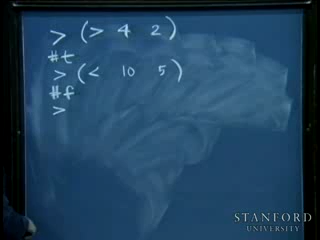 > (> 4 2)
#t
> (< 10 5)
#f
>
STANFORD
UNIVERSITY